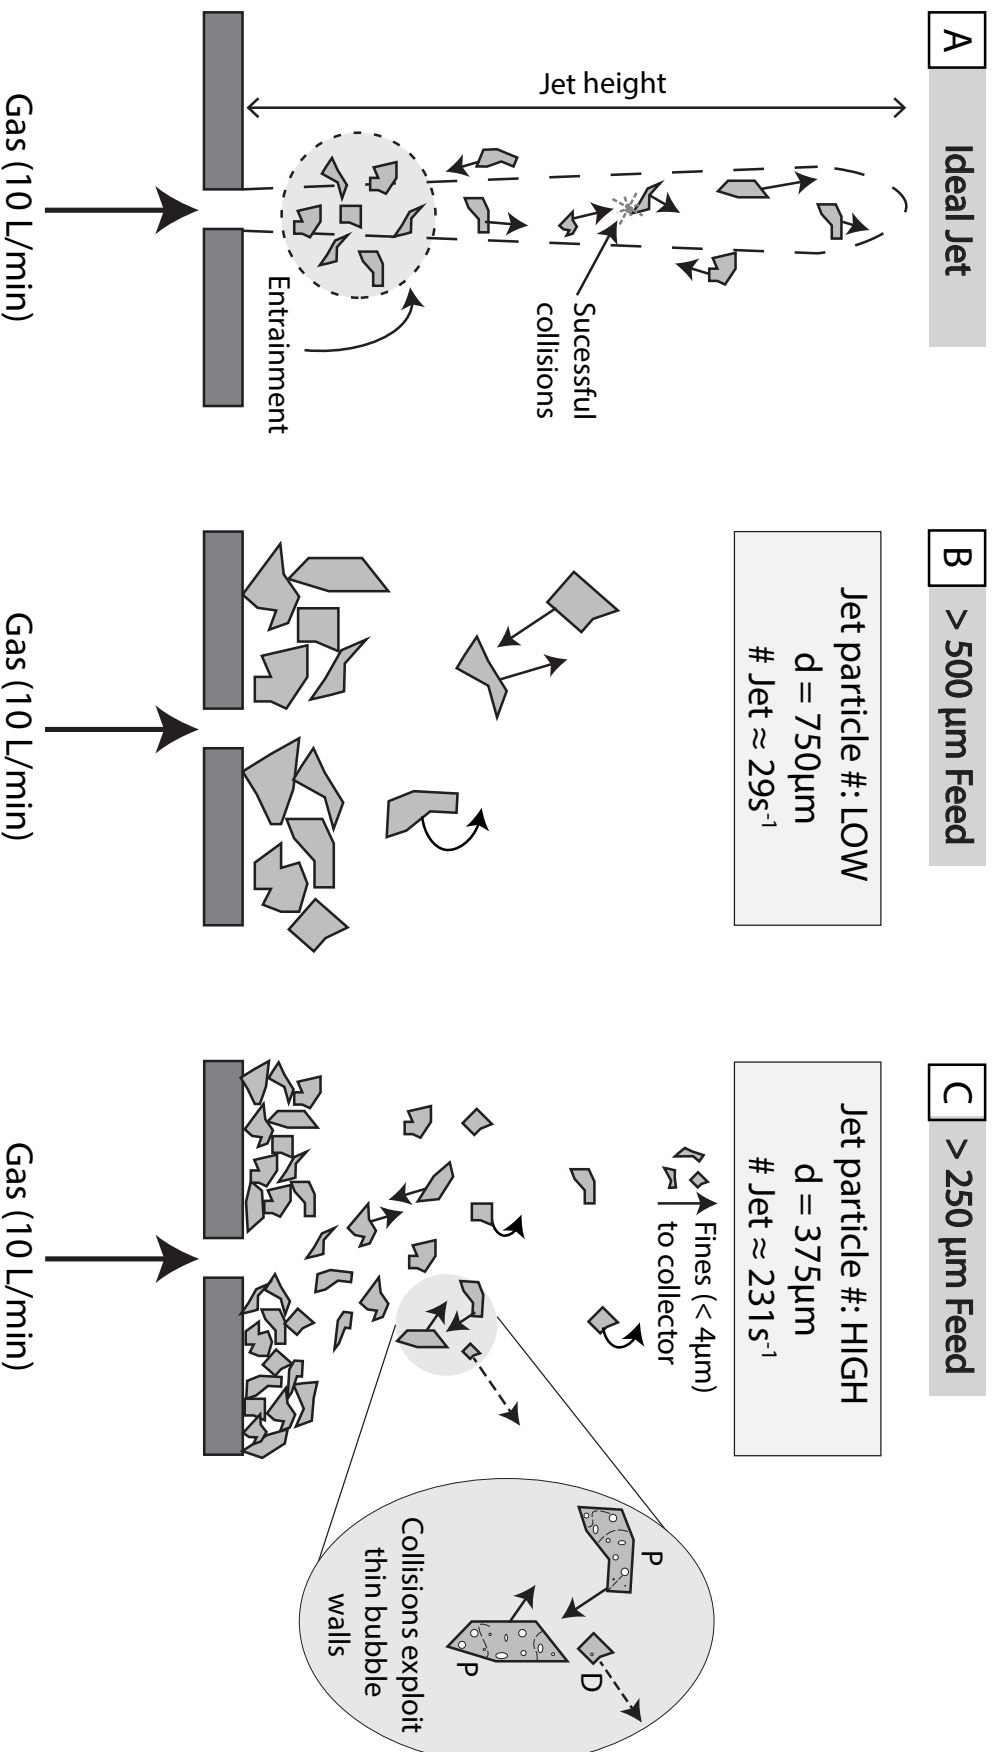 A
Ideal Jet
Jet height
Sucessful
collisions
Entrainment
Gas (10 L/min)
B
> 500 µm Feed
Jet particle #: LOW
d = 750µm
# Jet ≈ 29s⁻¹
Gas (10 L/min)
C
> 250 µm Feed
Jet particle #: HIGH
d = 375µm
# Jet ≈ 231s⁻¹
Fines (< 4µm)
to collector
P
D
P
Collisions exploit
thin bubble
walls
Gas (10 L/min)